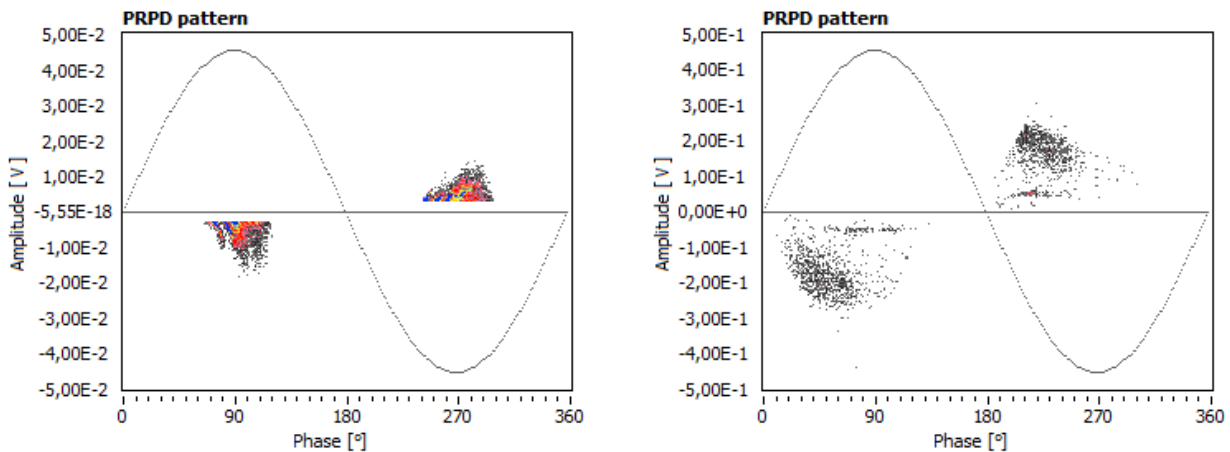 PRPD pattern
5,00E-2
4,00E-2
3,00E-2
2,00E-2
1,00E-2
-5,55E-18
-1,00E-2
-2,00E-2
-3,00E-2
-4,00E-2
-5,00E-2
Amplitude [ V ]
0 90 180 270 360
Phase [º]
PRPD pattern
5,00E-1
4,00E-1
3,00E-1
2,00E-1
1,00E-1
0,00E+0
-1,00E-1
-2,00E-1
-3,00E-1
-4,00E-1
-5,00E-1
Amplitude [ V ]
0 90 180 270 360
Phase [º]